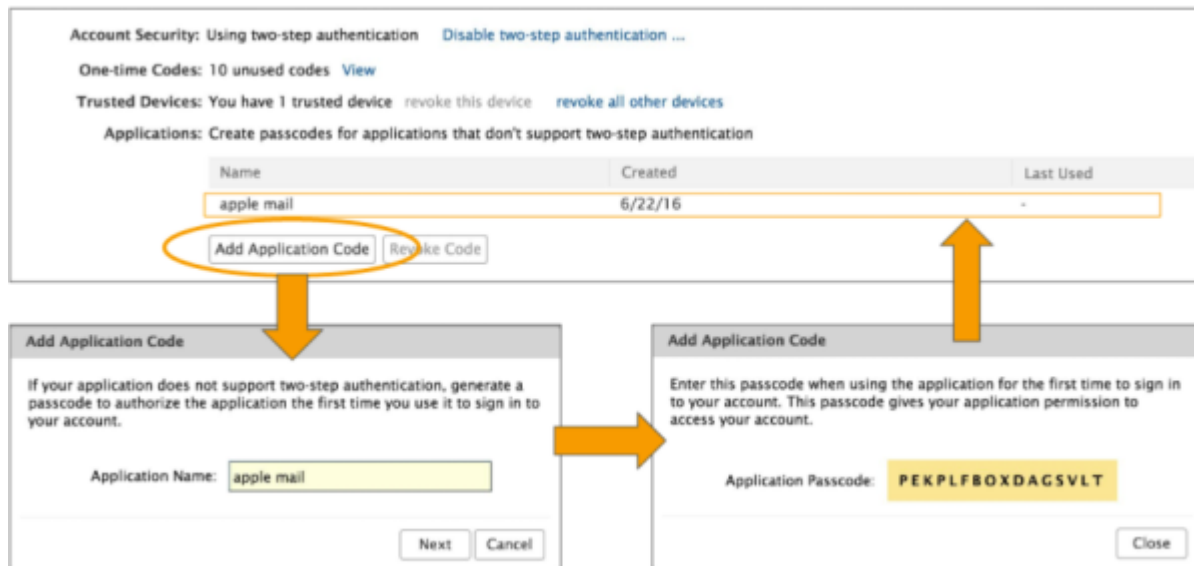 Account Security: Using two-step authentication Disable two-step authentication ...
One-time Codes: 10 unused codes View
Trusted Devices: You have 1 trusted device revoke this device revoke all other devices
Applications: Create passcodes for applications that don't support two-step authentication
Name Created Last Used
apple mail 6/22/16 -
Add Application Code Revoke Code
Add Application Code
If your application does not support two-step authentication, generate a
passcode to authorize the application the first time you use it to sign in to
your account.
Application Name: apple mail
Next Cancel
Add Application Code
Enter this passcode when using the application for the first time to sign in
to your account. This passcode gives your application permission to
access your account.
Application Passcode: PEKPLFBOXDAGSVLT
Close